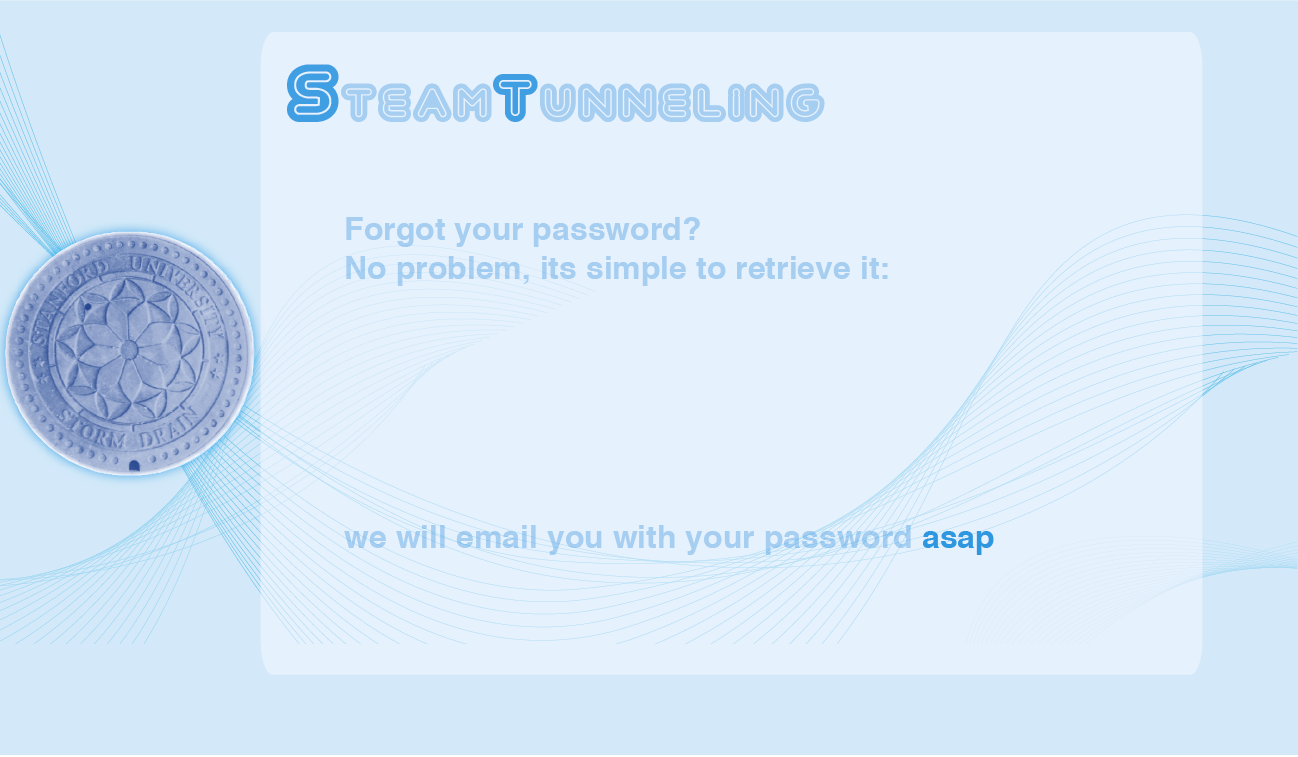 STEAMTUNNELING
Forgot your password?
No problem, its simple to retrieve it:
STANFORD UNIVERSITY
STORM DRAIN
we will email you with your password asap